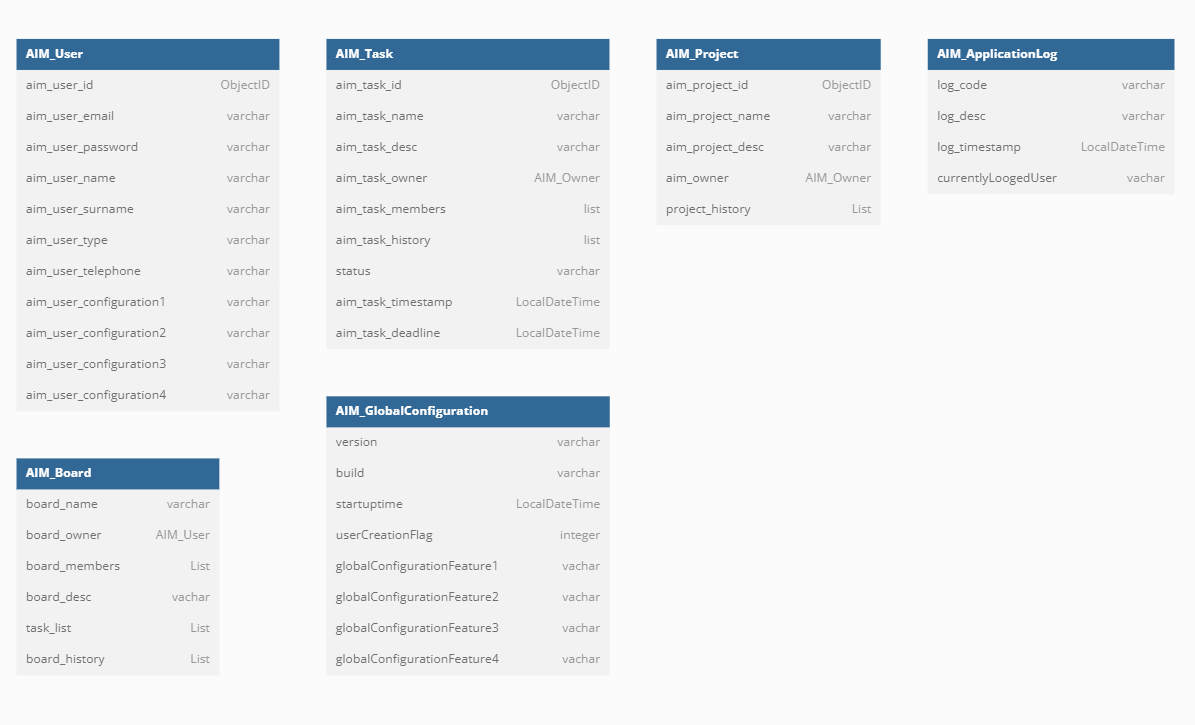 AIM_User
aim_user_id ObjectID
aim_user_email varchar
aim_user_password varchar
aim_user_name varchar
aim_user_surname varchar
aim_user_type varchar
aim_user_telephone varchar
aim_user_configuration1 varchar
aim_user_configuration2 varchar
aim_user_configuration3 varchar
aim_user_configuration4 varchar
AIM_Board
board_name varchar
board_owner AIM_User
board_members List
board_desc vachar
task_list List
board_history List
AIM_Task
aim_task_id ObjectID
aim_task_name varchar
aim_task_desc varchar
aim_task_owner AIM_Owner
aim_task_members list
aim_task_history list
status varchar
aim_task_timestamp LocalDateTime
aim_task_deadline LocalDateTime
AIM_GlobalConfiguration
version varchar
build varchar
startuptime LocalDateTime
userCreationFlag integer
globalConfigurationFeature1 vachar
globalConfigurationFeature2 vachar
globalConfigurationFeature3 vachar
globalConfigurationFeature4 vachar
AIM_Project
aim_project_id ObjectID
aim_project_name varchar
aim_project_desc varchar
aim_owner AIM_Owner
project_history List
AIM_ApplicationLog
log_code varchar
log_desc varchar
log_timestamp LocalDateTime
currentlyLoogedUser vachar